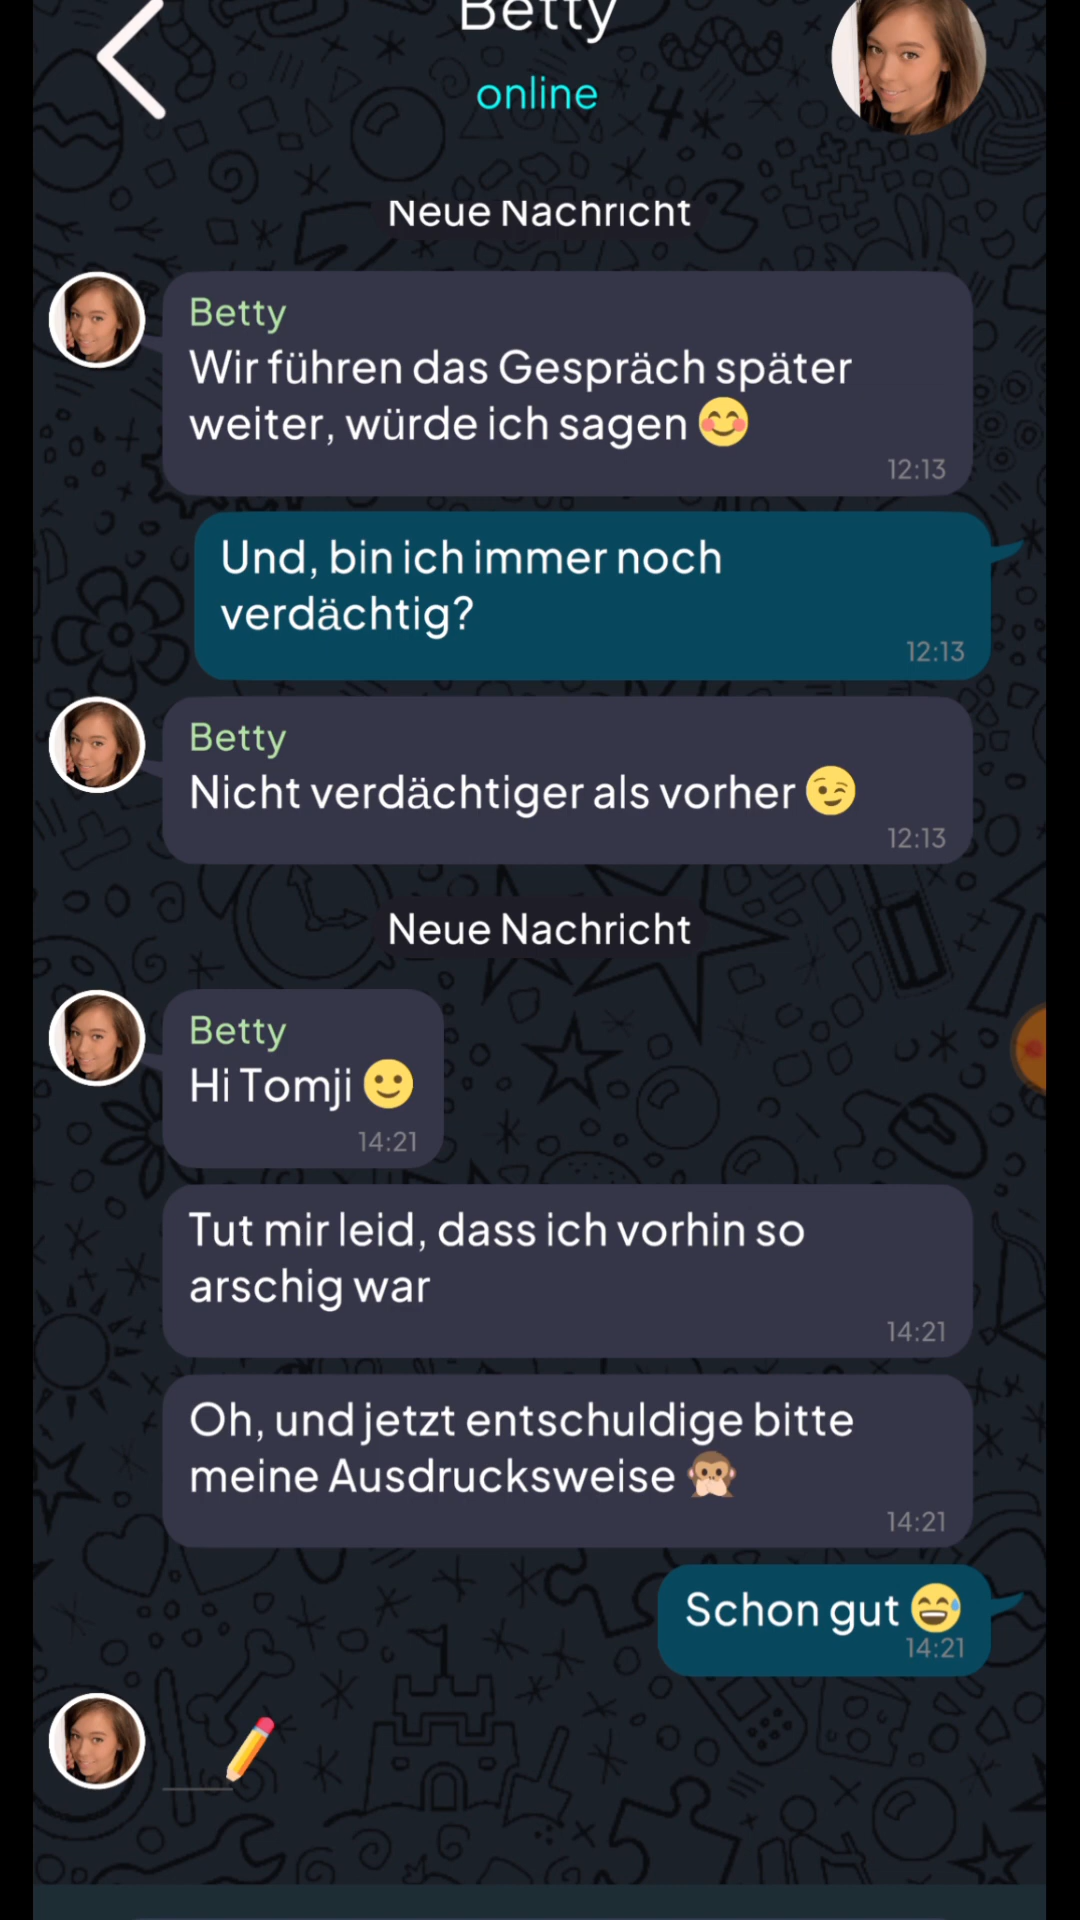 Betty
online
Neue Nachricht
Betty
Wir führen das Gespräch später
weiter, würde ich sagen 😊
12:13
Und, bin ich immer noch
verdächtig?
12:13
Betty
Nicht verdächtiger als vorher 😉
12:13
Neue Nachricht
Betty
Hi Tomji 🙂
14:21
Tut mir leid, dass ich vorhin so
arschig war
14:21
Oh, und jetzt entschuldige bitte
meine Ausdrucksweise 🙊
14:21
Schon gut 😅
14:21